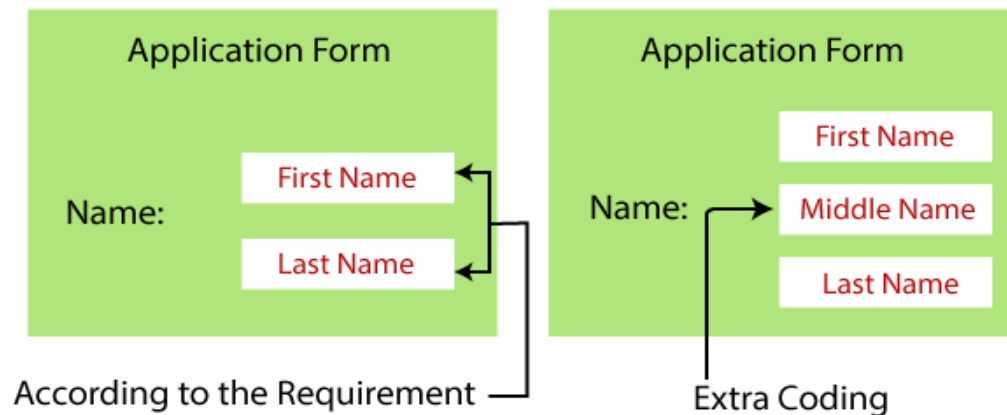 Application Form
Name:
First Name
Last Name
According to the Requirement
Application Form
Name:
First Name
Middle Name
Last Name
Extra Coding